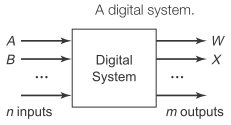 A digital system.
A W
B Digital X
... System ...
n inputs m outputs